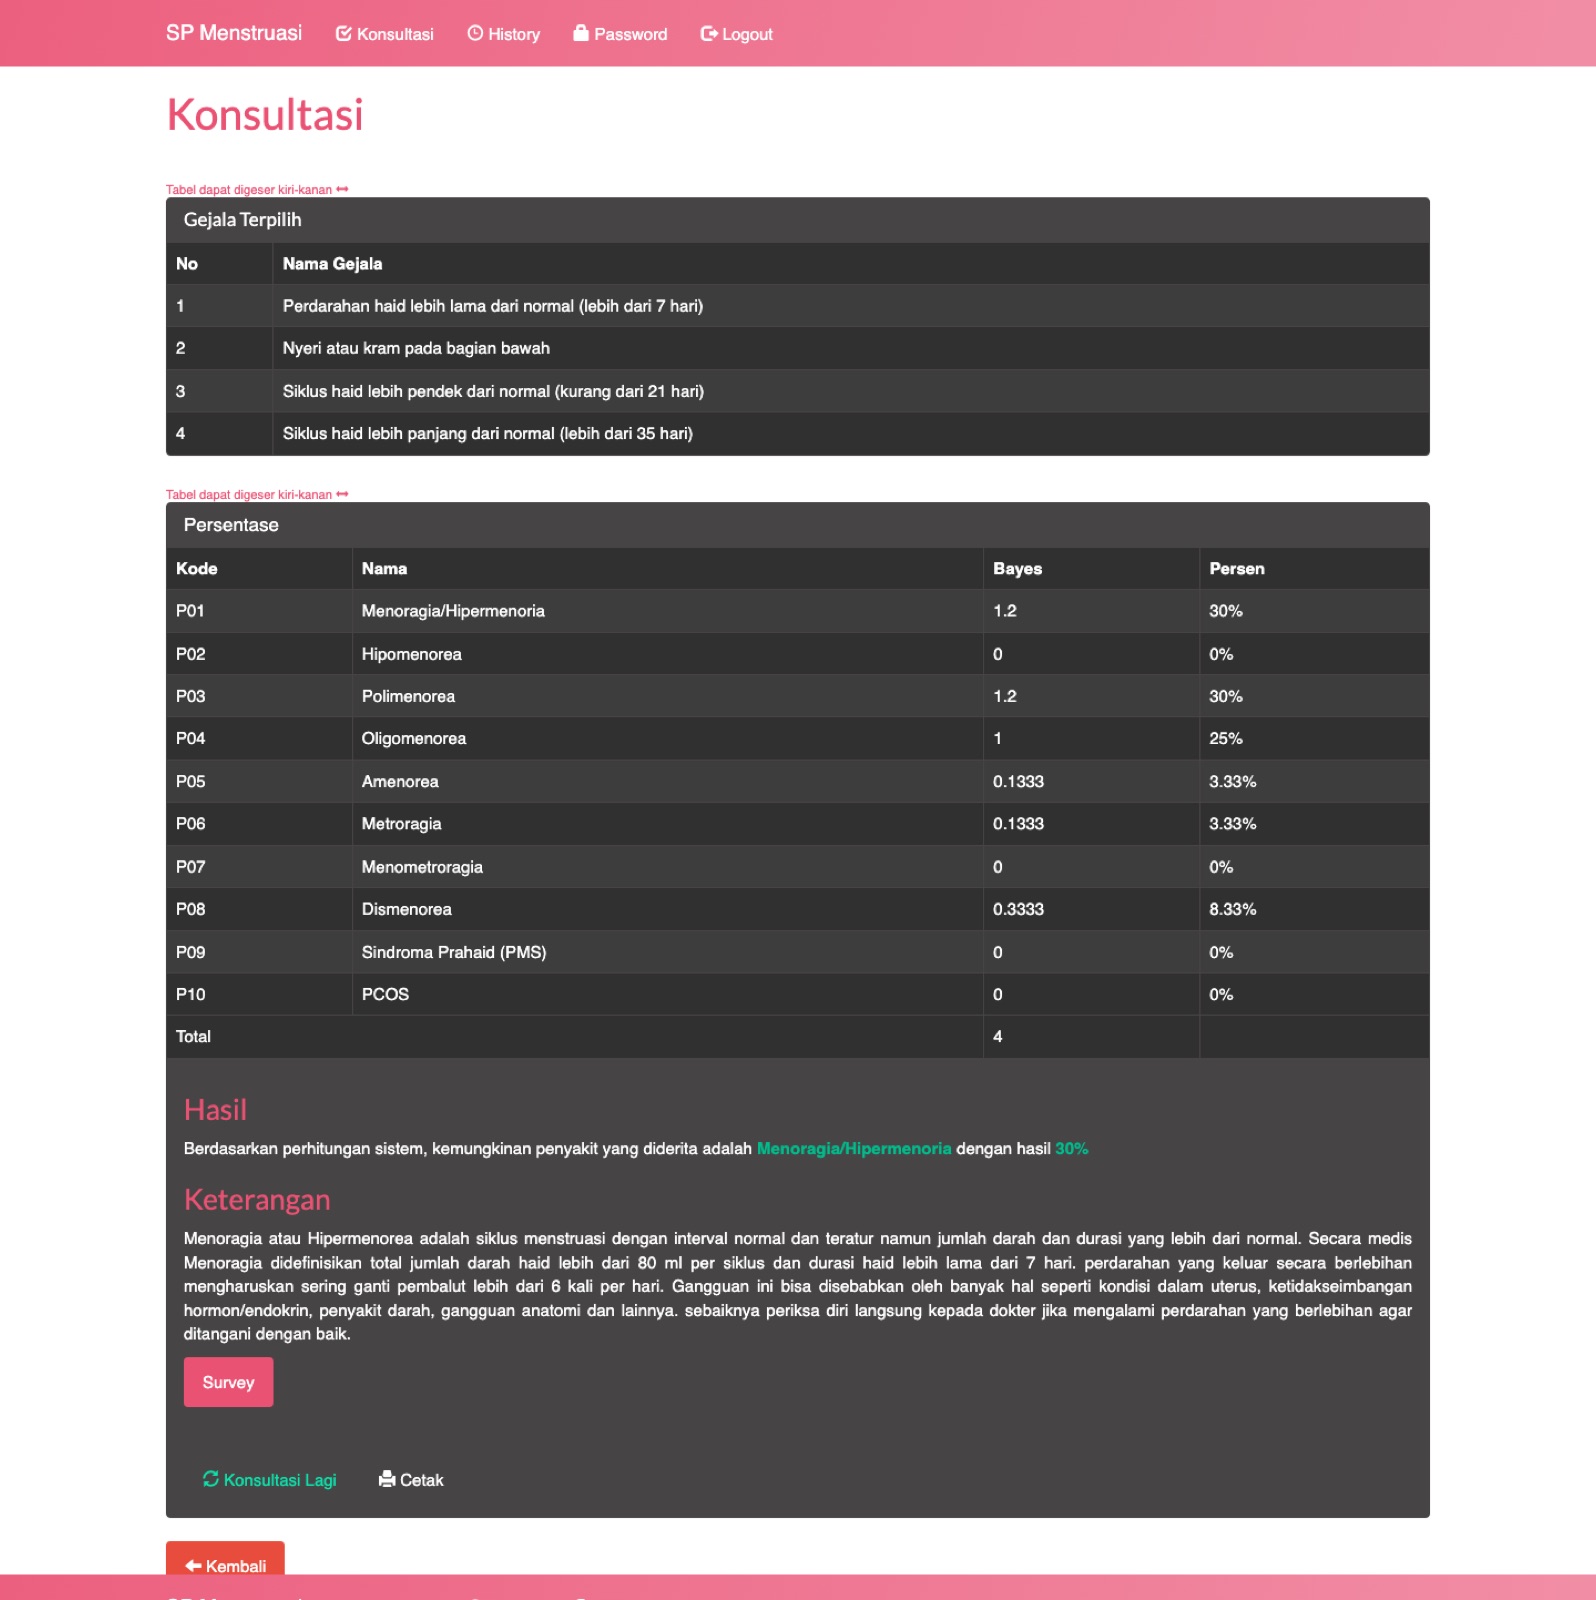 SP Menstruasi Konsultasi History Password Logout
Konsultasi
Tabel dapat digeser kiri-kanan
Gejala Terpilih
No Nama Gejala
1 Perdarahan haid lebih lama dari normal (lebih dari 7 hari)
2 Nyeri atau kram pada bagian bawah
3 Siklus haid lebih pendek dari normal (kurang dari 21 hari)
4 Siklus haid lebih panjang dari normal (lebih dari 35 hari)
Tabel dapat digeser kiri-kanan
Persentase
Kode Nama Bayes Persen
P01 Menoragia/Hipermenoria 1.2 30%
P02 Hipomenorea 0 0%
P03 Polimenorea 1.2 30%
P04 Oligomenorea 1 25%
P05 Amenorea 0.1333 3.33%
P06 Metroragia 0.1333 3.33%
P07 Menometroragia 0 0%
P08 Dismenorea 0.3333 8.33%
P09 Sindroma Prahaid (PMS) 0 0%
P10 PCOS 0 0%
Total 4
Hasil
Berdasarkan perhitungan sistem, kemungkinan penyakit yang diderita adalah Menoragia/Hipermenoria dengan hasil 30%
Keterangan
Menoragia atau Hipermenorea adalah siklus menstruasi dengan interval normal dan teratur namun jumlah darah dan durasi yang lebih dari normal. Secara medis
Menoragia didefinisikan total jumlah darah haid lebih dari 80 ml per siklus dan durasi haid lebih lama dari 7 hari. perdarahan yang keluar secara berlebihan
mengharuskan sering ganti pembalut lebih dari 6 kali per hari. Gangguan ini bisa disebabkan oleh banyak hal seperti kondisi dalam uterus, ketidakseimbangan
hormon/endokrin, penyakit darah, gangguan anatomi dan lainnya. sebaiknya periksa diri langsung kepada dokter jika mengalami perdarahan yang berlebihan agar
ditangani dengan baik.
Survey
Konsultasi Lagi Cetak
Kembali